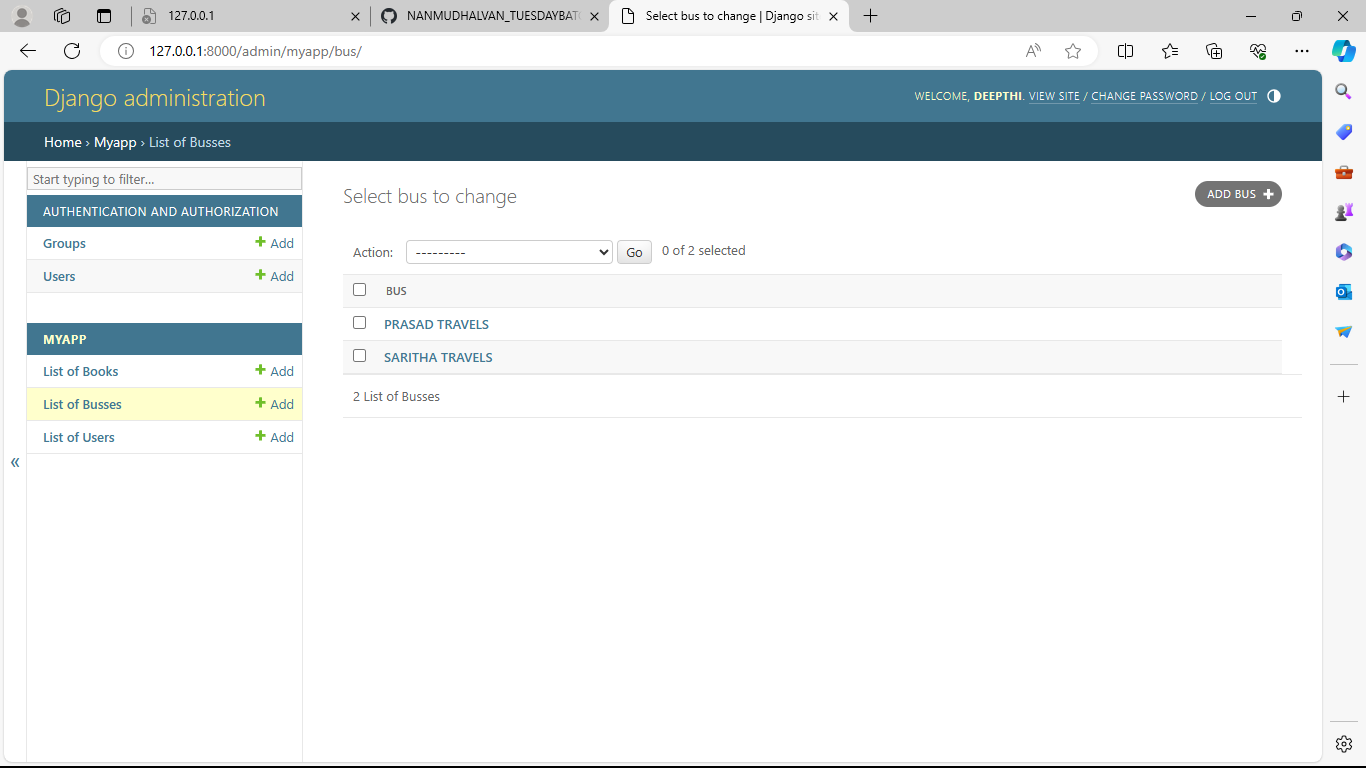 127.0.0.1
NANMUDHALVAN_TUESDAYBATC
Select bus to change | Django sit
127.0.0.1:8000/admin/myapp/bus/
Django administration
WELCOME, DEEPTHI. VIEW SITE / CHANGE PASSWORD / LOG OUT
Home › Myapp › List of Busses
Start typing to filter...
AUTHENTICATION AND AUTHORIZATION
Groups + Add
Users + Add
MYAPP
List of Books + Add
List of Busses + Add
List of Users + Add
«
Select bus to change
ADD BUS +
Action: --------- Go 0 of 2 selected
BUS
PRASAD TRAVELS
SARITHA TRAVELS
2 List of Busses